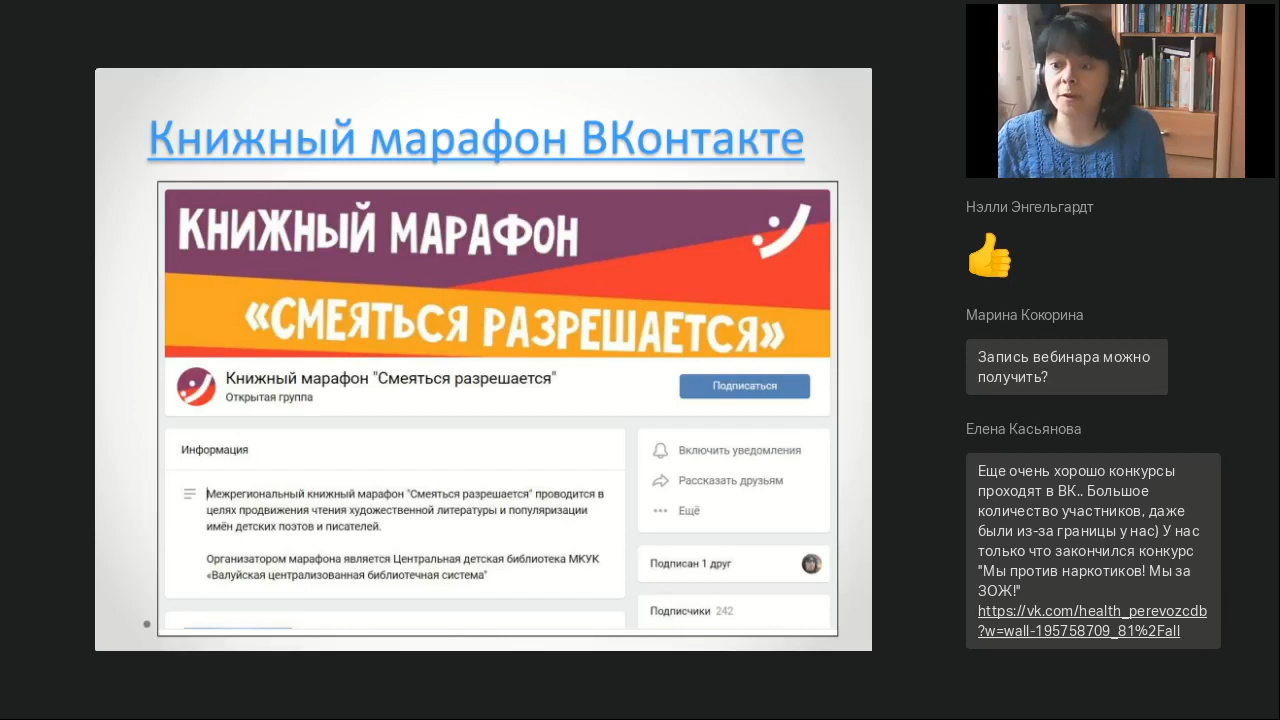 Книжный марафон ВКонтакте
КНИЖНЫЙ МАРАФОН
«СМЕЯТЬСЯ РАЗРЕШАЕТСЯ»
Книжный марафон "Смеяться разрешается"
Открытая группа
Подписаться
Информация
Межрегиональный книжный марафон "Смеяться разрешается" проводится в
целях продвижения чтения художественной литературы и популяризации
имён детских поэтов и писателей.
Организатором марафона является Центральная детская библиотека МКУК
«Валуйская централизованная библиотечная система"
Включить уведомления
Рассказать друзьям
Ещё
Подписан 1 друг
Подписчики 242
Нэлли Энгельгардт
Марина Кокорина
Запись вебинара можно
получить?
Елена Касьянова
Еще очень хорошо конкурсы
проходят в ВК.. Большое
количество участников, даже
были из-за границы у нас) У нас
только что закончился конкурс
"Мы против наркотиков! Мы за
ЗОЖ!"
https://vk.com/health_perevozcdb
?w=wall-195758709_81%2Fall